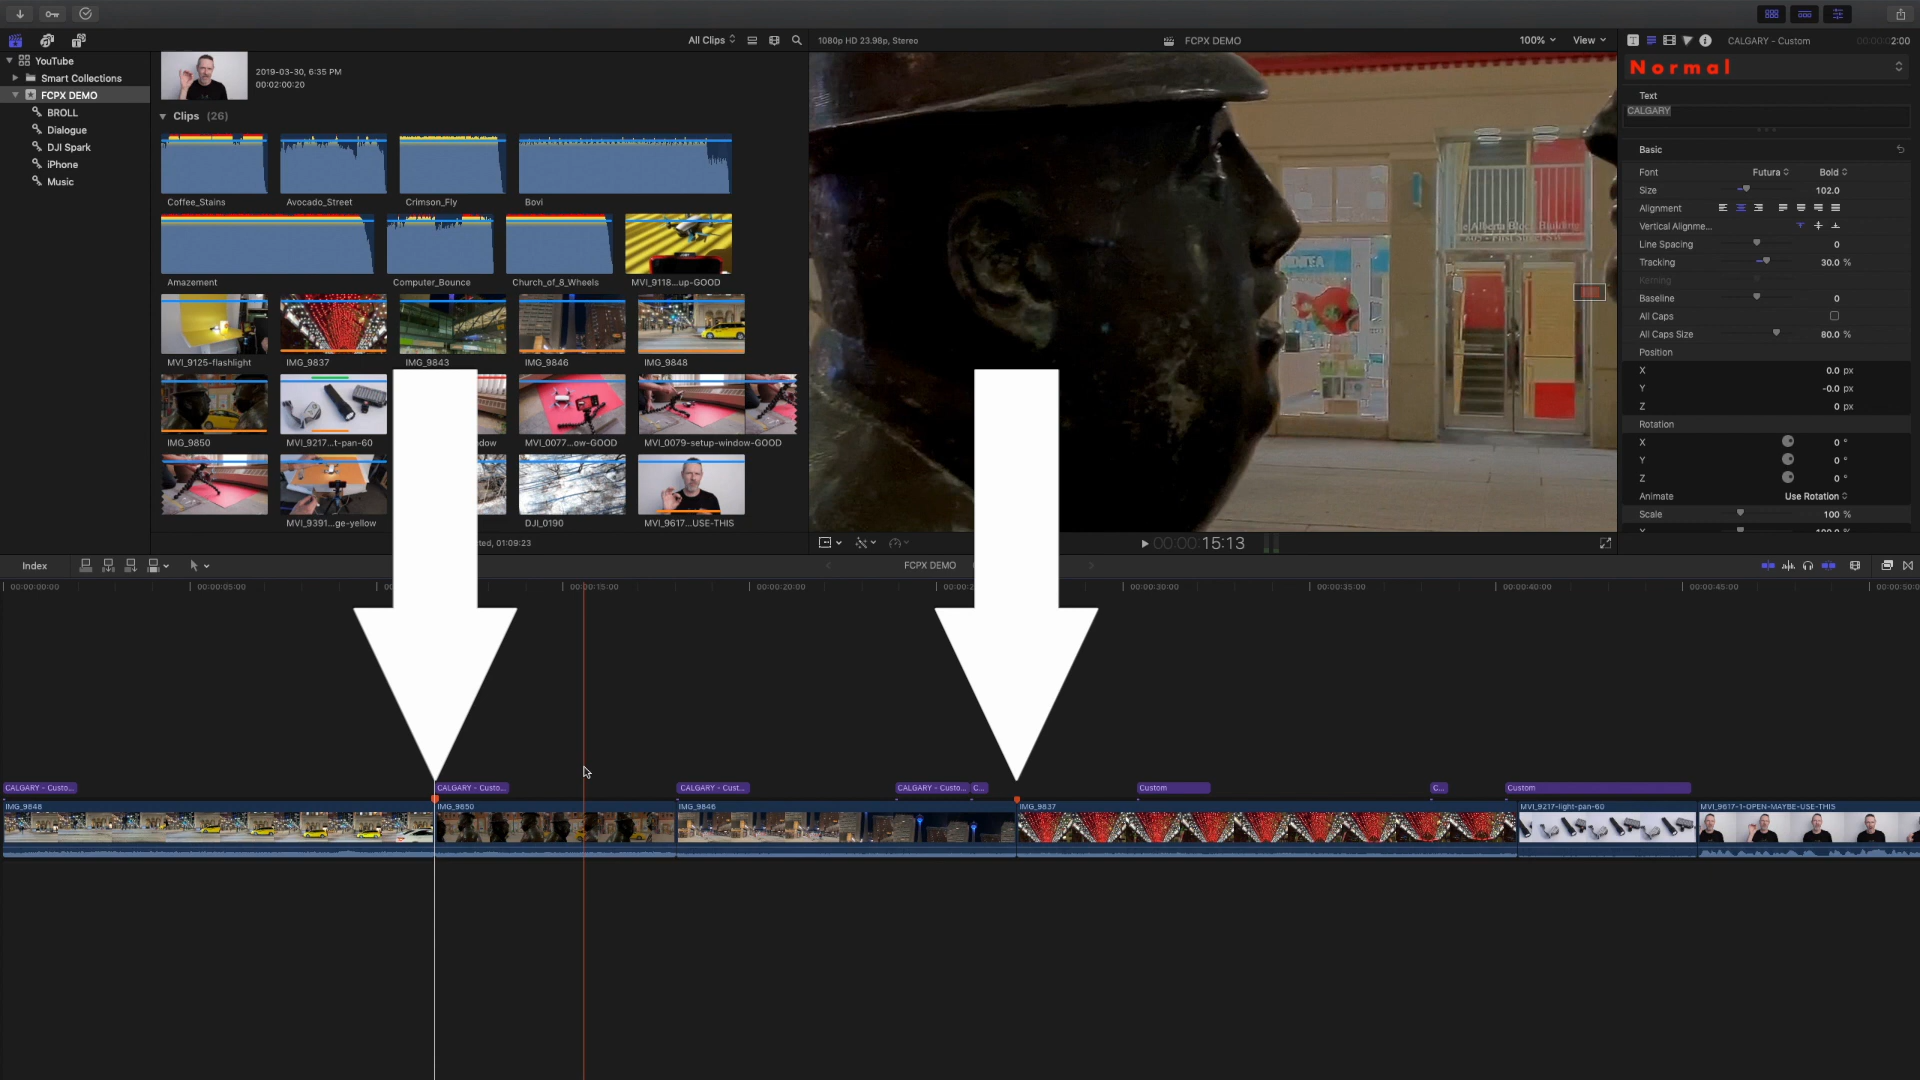 All Clips
1080p HD 23.98p, Stereo
FCPX DEMO
100%
View
CALGARY - Custom
2:00
YouTube
Smart Collections
FCPX DEMO
BROLL
Dialogue
DJI Spark
iPhone
Music
2019-03-30, 6:35 PM
00:02:00:20
Clips (26)
Coffee_Stains
Avocado_Street
Crimson_Fly
Bovi
Amazement
Computer_Bounce
Church_of_8_Wheels
MVI_9118...up-GOOD
MVI_9125-flashlight
IMG_9837
IMG_9843
IMG_9846
IMG_9848
IMG_9850
MVI_9217...t-pan-60
MVI_0077...ow-GOOD
MVI_0079-setup-window-GOOD
MVI_9391...ge-yellow
DJI_0190
MVI_9617...USE-THIS
01:09:23
Normal
Text
CALGARY
Basic
Font
Futura
Bold
Size
102.0
Alignment
Vertical Alignme...
Line Spacing
0
Tracking
30.0 %
Kerning
Baseline
0
All Caps
All Caps Size
80.0 %
Position
X
0.0 px
Y
-0.0 px
Z
0 px
Rotation
X
0 °
Y
0 °
Z
0 °
Animate
Use Rotation
Scale
100 %
00:00:15:13
Index
FCPX DEMO
00:00:00:00
00:00:05:00
00:00:15:00
00:00:20:00
00:00:30:00
00:00:35:00
00:00:40:00
00:00:45:00
CALGARY - Custo...
CALGARY - Custo...
CALGARY - Cust...
CALGARY - Custo...
C...
Custom
C...
Custom
IMG_9848
IMG_9850
IMG_9846
IMG_9837
MVI_9217-light-pan-60
MVI_9617-1-OPEN-MAYBE-USE-THIS